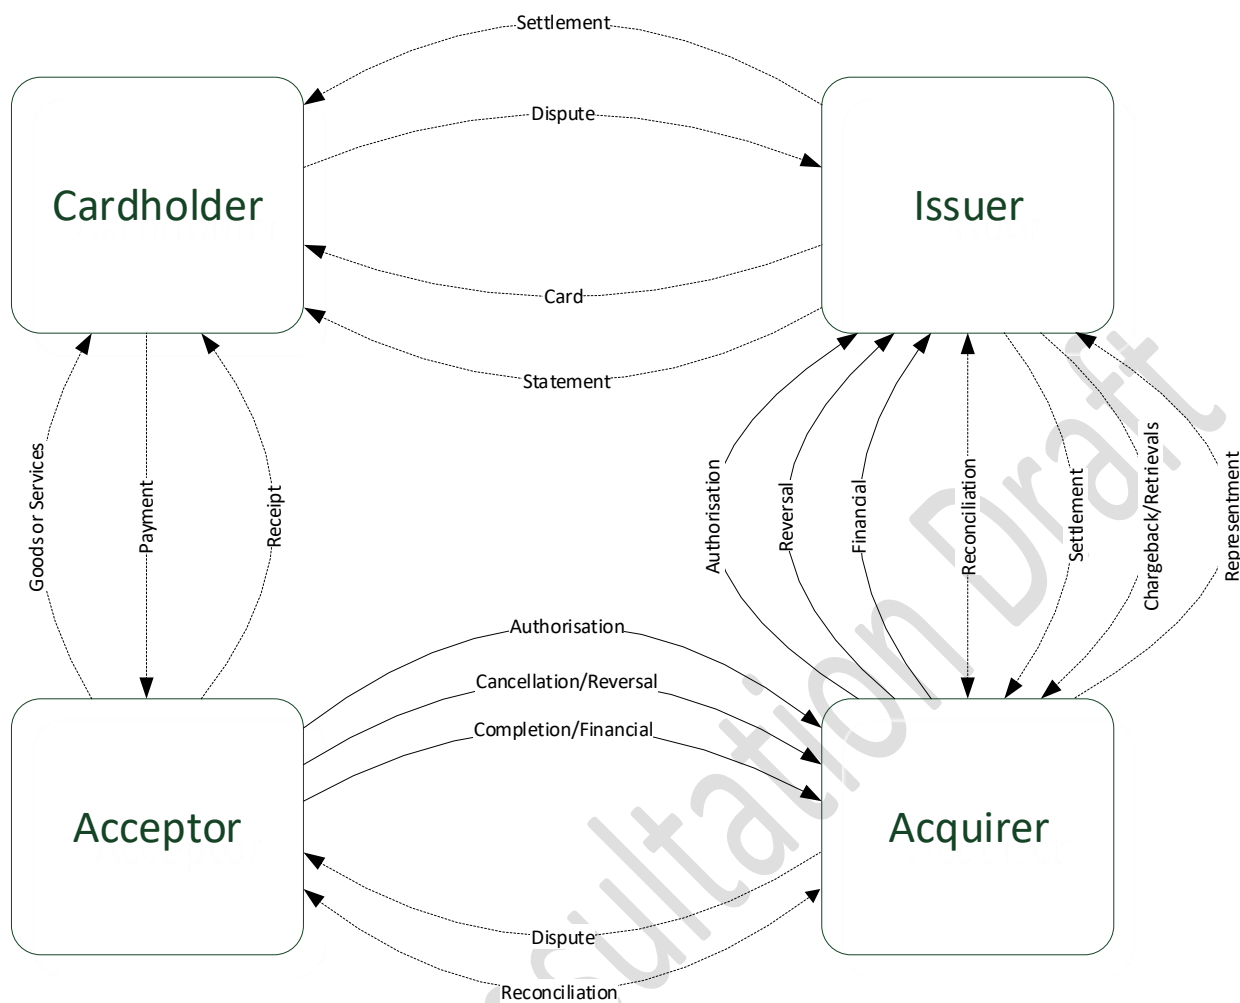 Settlement
Dispute
Cardholder
Issuer
Card
Statement
Goods or Services
Payment
Receipt
Authorisation
Reversal
Financial
Reconciliation
Settlement
Chargeback/Retrievals
Representment
Authorisation
Cancellation/Reversal
Completion/Financial
Acceptor
Acquirer
Dispute
Reconciliation
sultation Draft